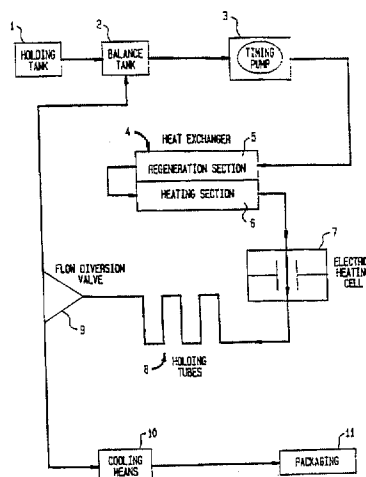 1
HOLDING
TANK
2
BALANCE
TANK
3
TIMING
PUMP
4
HEAT EXCHANGER
5
REGENERATION SECTION
HEATING SECTION
6
7
ELECTRO
HEATING
CELL
FLOW DIVERSION
VALVE
9
8
HOLDING
TUBES
10
COOLING
MEANS
11
PACKAGING